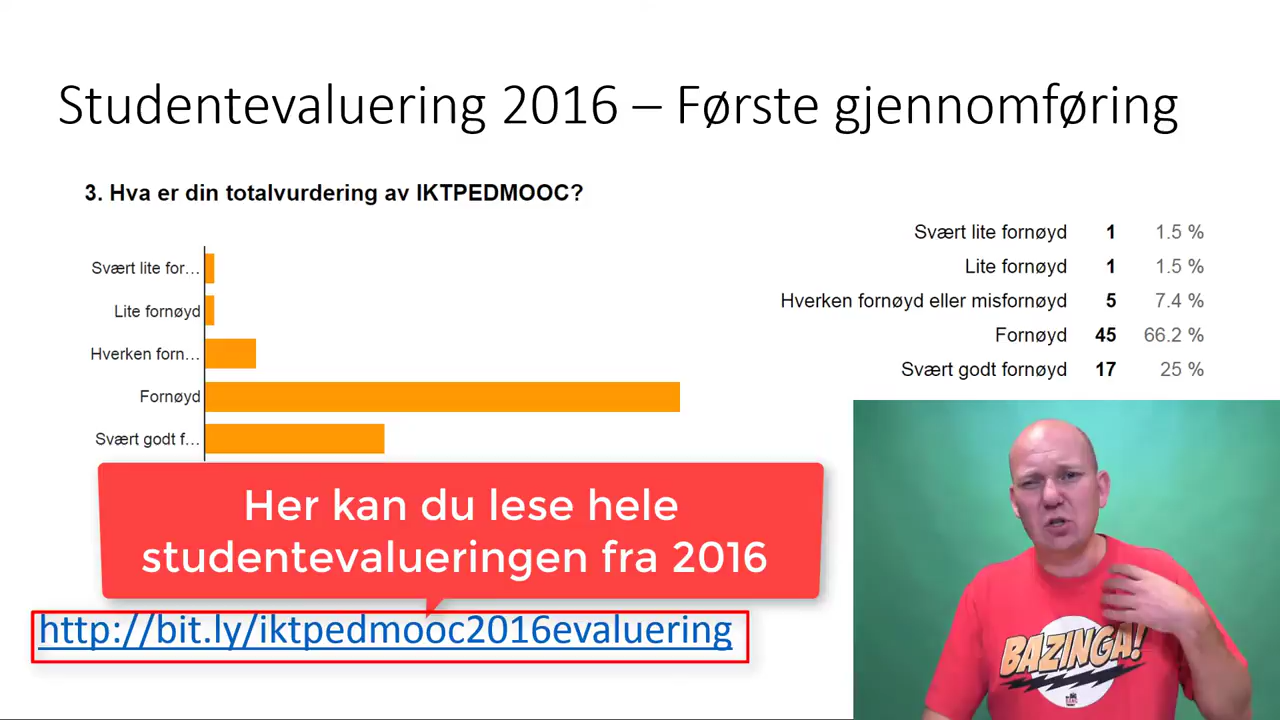 Studentevaluering 2016 – Første gjennomføring
3. Hva er din totalvurdering av IKTPEDMOOC?
Svært lite for…
Lite fornøyd
Hverken forn…
Fornøyd
Svært godt f…
Svært lite fornøyd 1 1.5 %
Lite fornøyd 1 1.5 %
Hverken fornøyd eller misfornøyd 5 7.4 %
Fornøyd 45 66.2 %
Svært godt fornøyd 17 25 %
Her kan du lese hele
studentevalueringen fra 2016
http://bit.ly/iktpedmooc2016evaluering
BAZINGA!